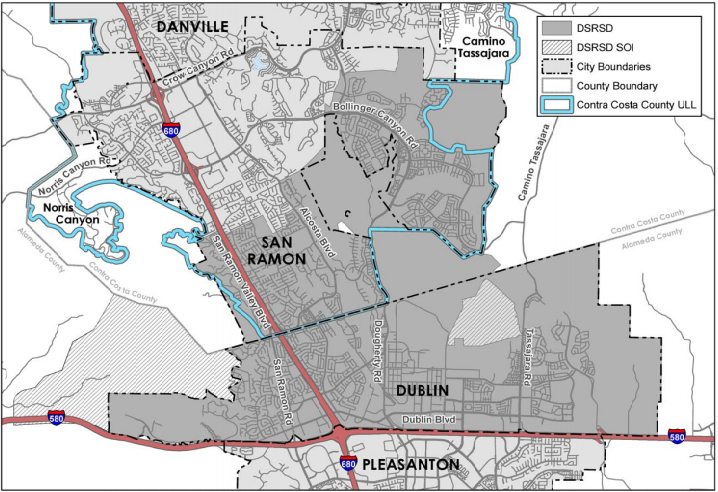 DANVILLE
Camino
Tassajara
DSRSD
DSRSD SOI
City Boundaries
County Boundary
Contra Costa County ULL
Crow Canyon Rd
Bollinger Canyon Rd
680
Camino Tassajara
Norris Canyon Rd
Norris
Canyon
Alcosta Blvd
SAN
RAMON
San Ramon Valley Blvd
Contra Costa County
Alameda County
Alameda County
Contra Costa County
Dougherty Rd
Tassajara Rd
San Ramon Rd
DUBLIN
Dublin Blvd
580
580
680
PLEASANTON